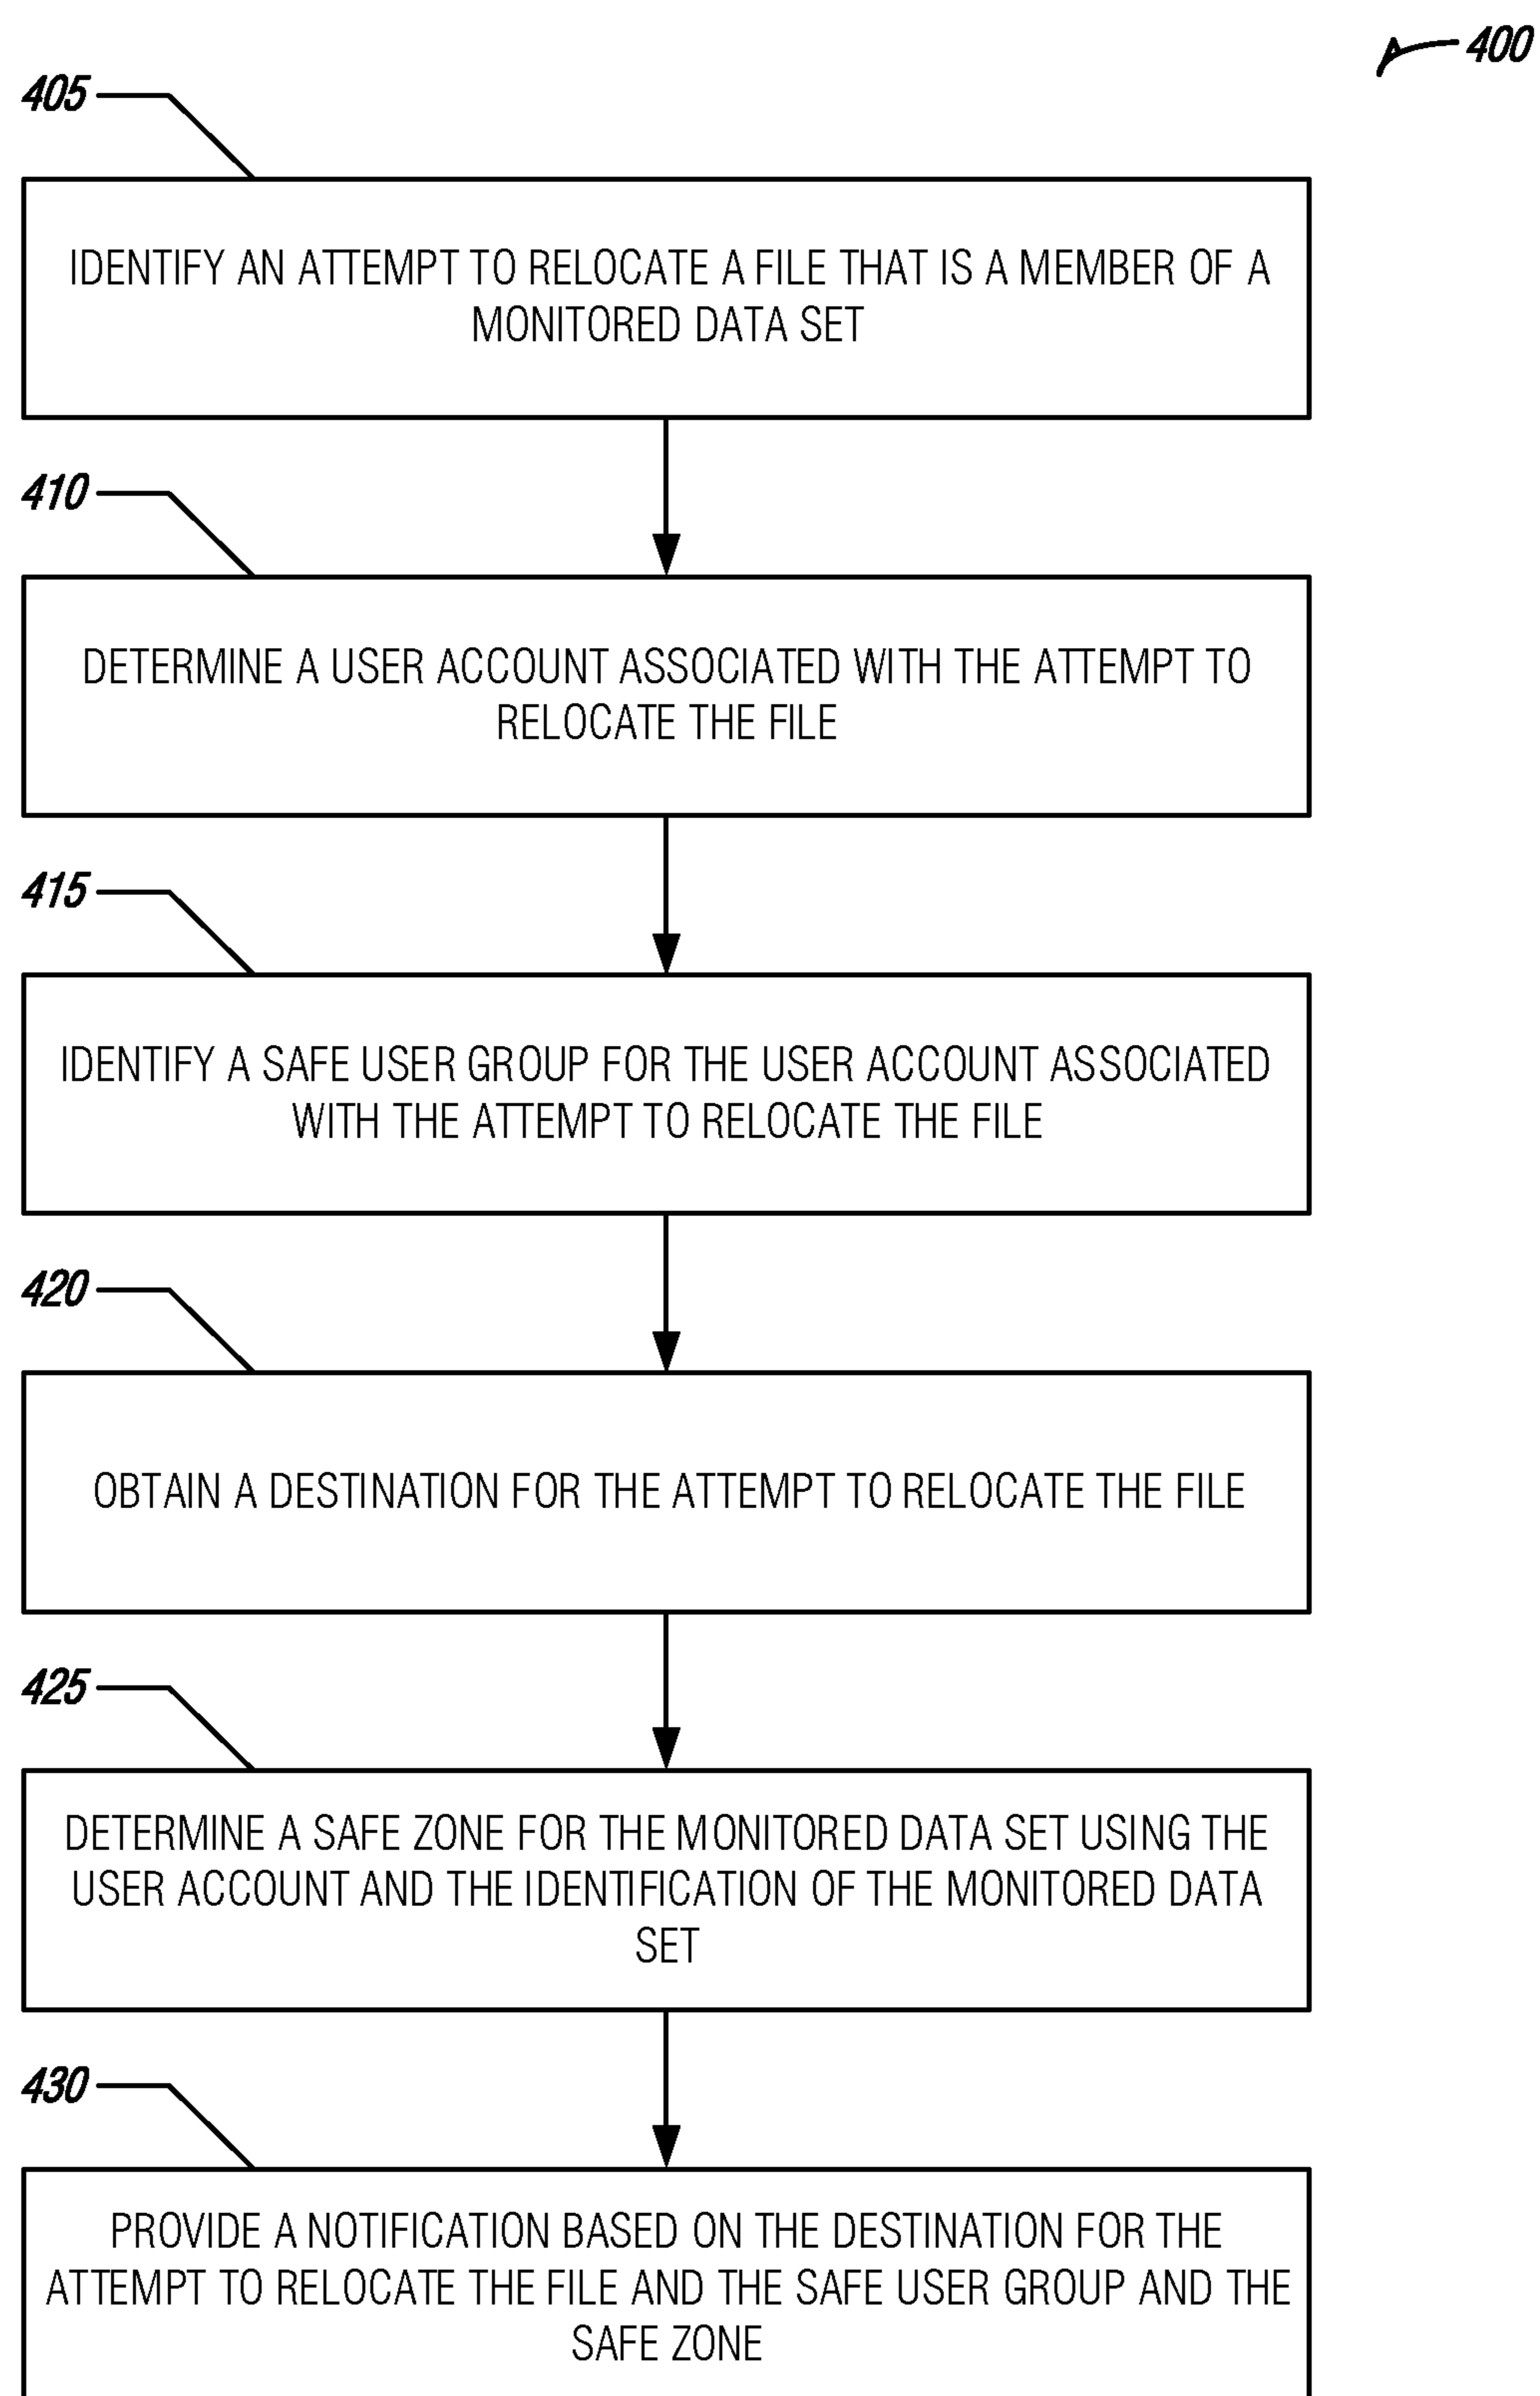 400
405
IDENTIFY AN ATTEMPT TO RELOCATE A FILE THAT IS A MEMBER OF A
MONITORED DATA SET
410
DETERMINE A USER ACCOUNT ASSOCIATED WITH THE ATTEMPT TO
RELOCATE THE FILE
415
IDENTIFY A SAFE USER GROUP FOR THE USER ACCOUNT ASSOCIATED
WITH THE ATTEMPT TO RELOCATE THE FILE
420
OBTAIN A DESTINATION FOR THE ATTEMPT TO RELOCATE THE FILE
425
DETERMINE A SAFE ZONE FOR THE MONITORED DATA SET USING THE
USER ACCOUNT AND THE IDENTIFICATION OF THE MONITORED DATA
SET
430
PROVIDE A NOTIFICATION BASED ON THE DESTINATION FOR THE
ATTEMPT TO RELOCATE THE FILE AND THE SAFE USER GROUP AND THE
SAFE ZONE